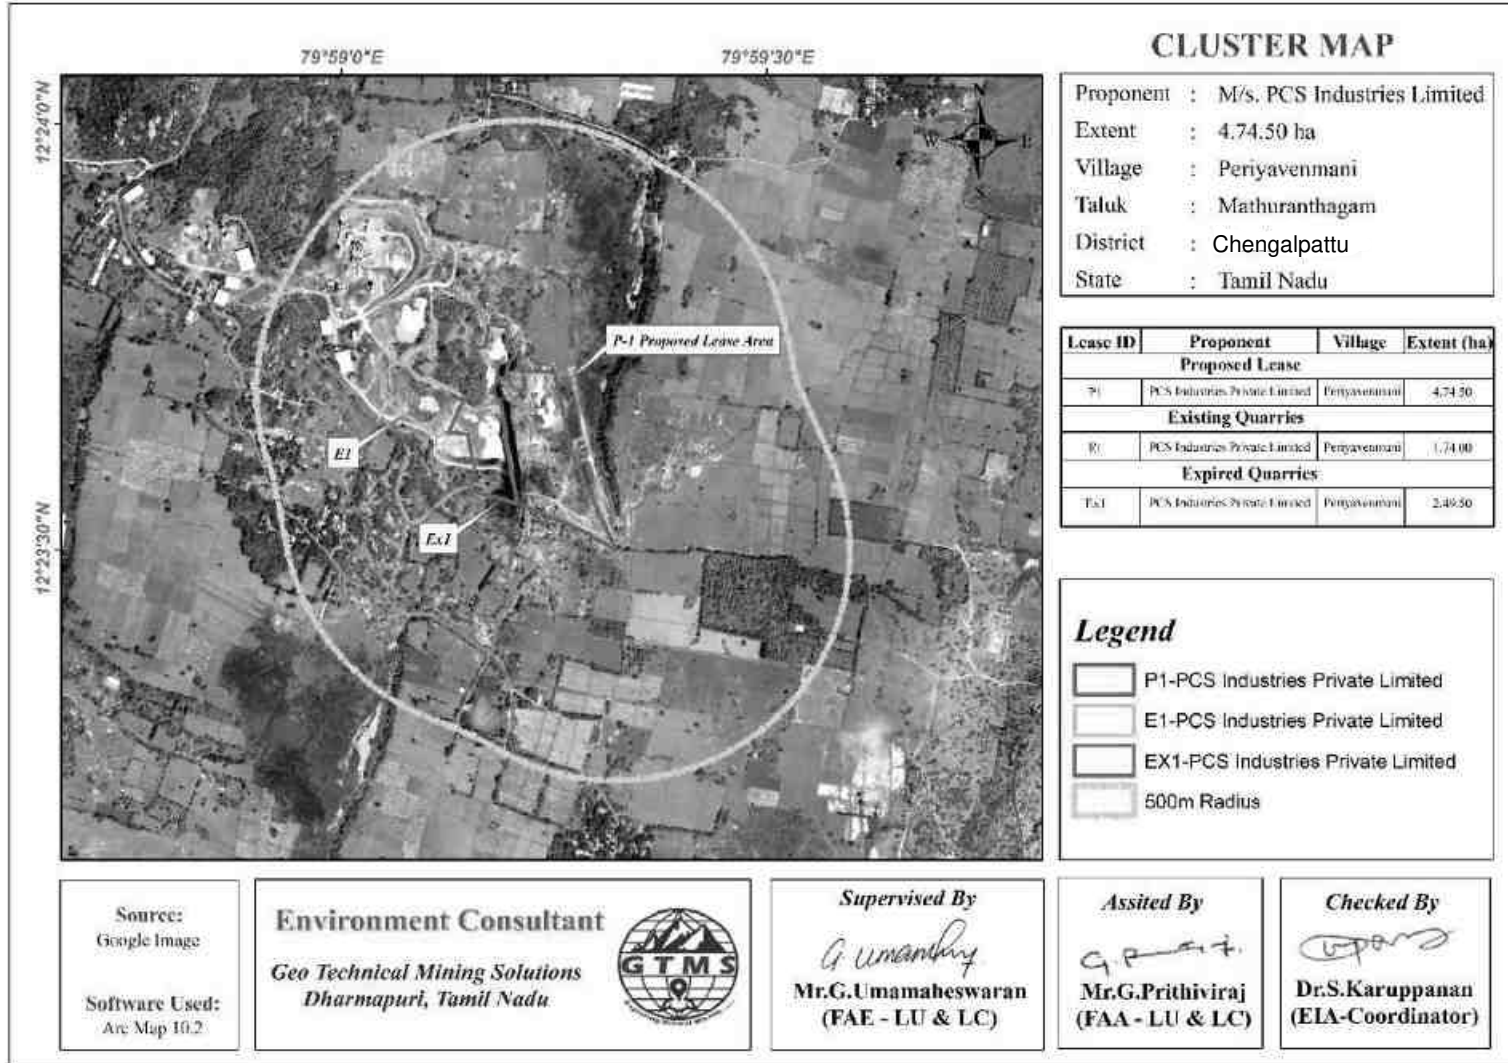 CLUSTER MAP
79°59'0"E 79°59'30"E
12°24'0"N
12°23'30"N
N
W E
S
P-1 Proposed Lease Area
E1
Ex1
Proponent : M/s. PCS Industries Limited
Extent : 4.74.50 ha
Village : Periyavenmani
Taluk : Mathuranthagam
District : Chengalpattu
State : Tamil Nadu
Lease ID Proponent Village Extent (ha)
Proposed Lease
P1 PCS Industries Private Limited Periyavenmani 4.74.50
Existing Quarries
E1 PCS Industries Private Limited Periyavenmani 1.74.00
Expired Quarries
Ex1 PCS Industries Private Limited Periyavenmani 2.49.50
Legend
P1-PCS Industries Private Limited
E1-PCS Industries Private Limited
EX1-PCS Industries Private Limited
500m Radius
Source:
Google Image
Software Used:
Arc Map 10.2
Environment Consultant
Geo Technical Mining Solutions
Dharmapuri, Tamil Nadu
GTMS
Supervised By
Mr.G.Umamaheswaran
(FAE - LU & LC)
Assited By
Mr.G.Prithiviraj
(FAA - LU & LC)
Checked By
Dr.S.Karuppanan
(EIA-Coordinator)